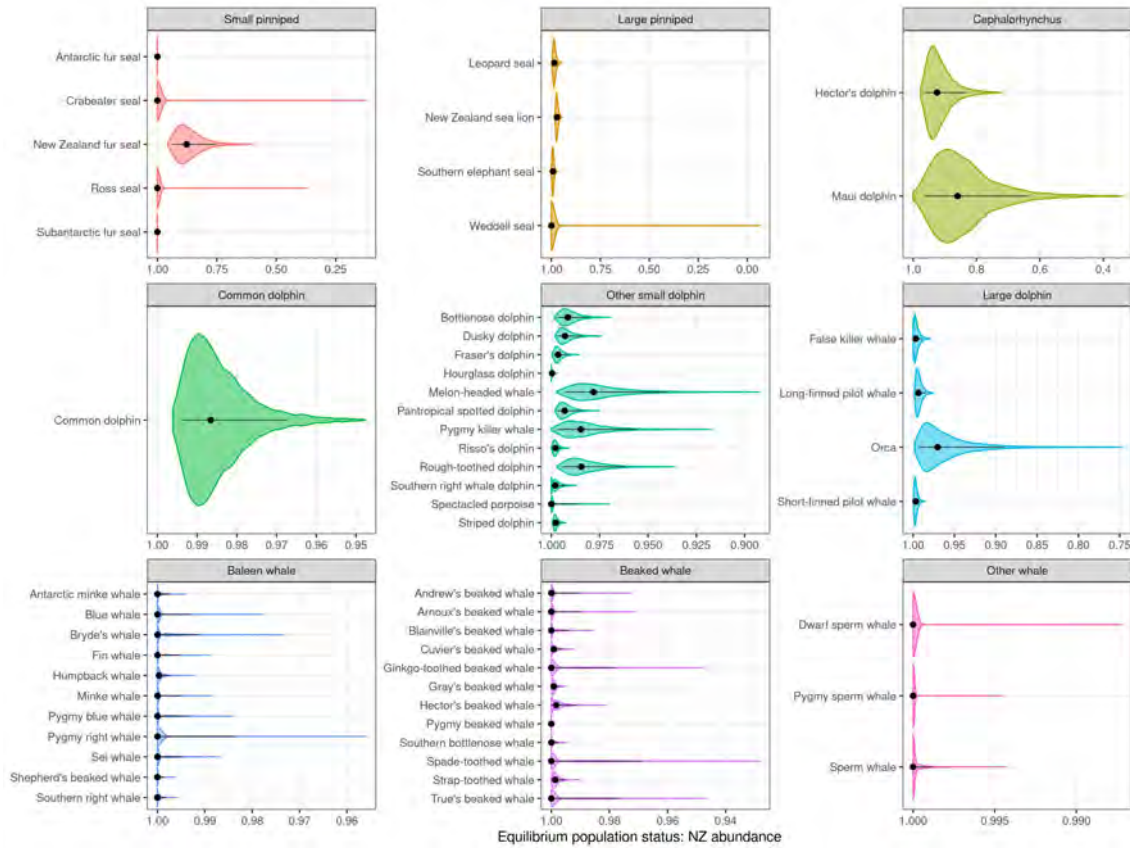 Small pinniped
Antarctic fur seal
Crabeater seal
New Zealand fur seal
Ross seal
Subantarctic fur seal
1.00 0.75 0.50 0.25
Large pinniped
Leopard seal
New Zealand sea lion
Southern elephant seal
Weddell seal
1.00 0.75 0.50 0.25 0.00
Cephalorhynchus
Hector's dolphin
Maui dolphin
1.0 0.8 0.6 0.4
Common dolphin
Common dolphin
1.00 0.99 0.98 0.97 0.96 0.95
Other small dolphin
Bottlenose dolphin
Dusky dolphin
Fraser's dolphin
Hourglass dolphin
Melon-headed whale
Pantropical spotted dolphin
Pygmy killer whale
Risso's dolphin
Rough-toothed dolphin
Southern right whale dolphin
Spectacled porpoise
Striped dolphin
1.000 0.975 0.950 0.925 0.900
Large dolphin
False killer whale
Long-finned pilot whale
Orca
Short-finned pilot whale
1.00 0.95 0.90 0.85 0.80 0.75
Baleen whale
Antarctic minke whale
Blue whale
Bryde's whale
Fin whale
Humpback whale
Minke whale
Pygmy blue whale
Pygmy right whale
Sei whale
Shepherd's beaked whale
Southern right whale
1.00 0.99 0.98 0.97 0.96
Beaked whale
Andrew's beaked whale
Arnoux's beaked whale
Blainville's beaked whale
Cuvier's beaked whale
Ginkgo-toothed beaked whale
Gray's beaked whale
Hector's beaked whale
Pygmy beaked whale
Southern bottlenose whale
Spade-toothed whale
Strap-toothed whale
True's beaked whale
1.00 0.98 0.96 0.94
Other whale
Dwarf sperm whale
Pygmy sperm whale
Sperm whale
1.000 0.995 0.990
Equilibrium population status: NZ abundance